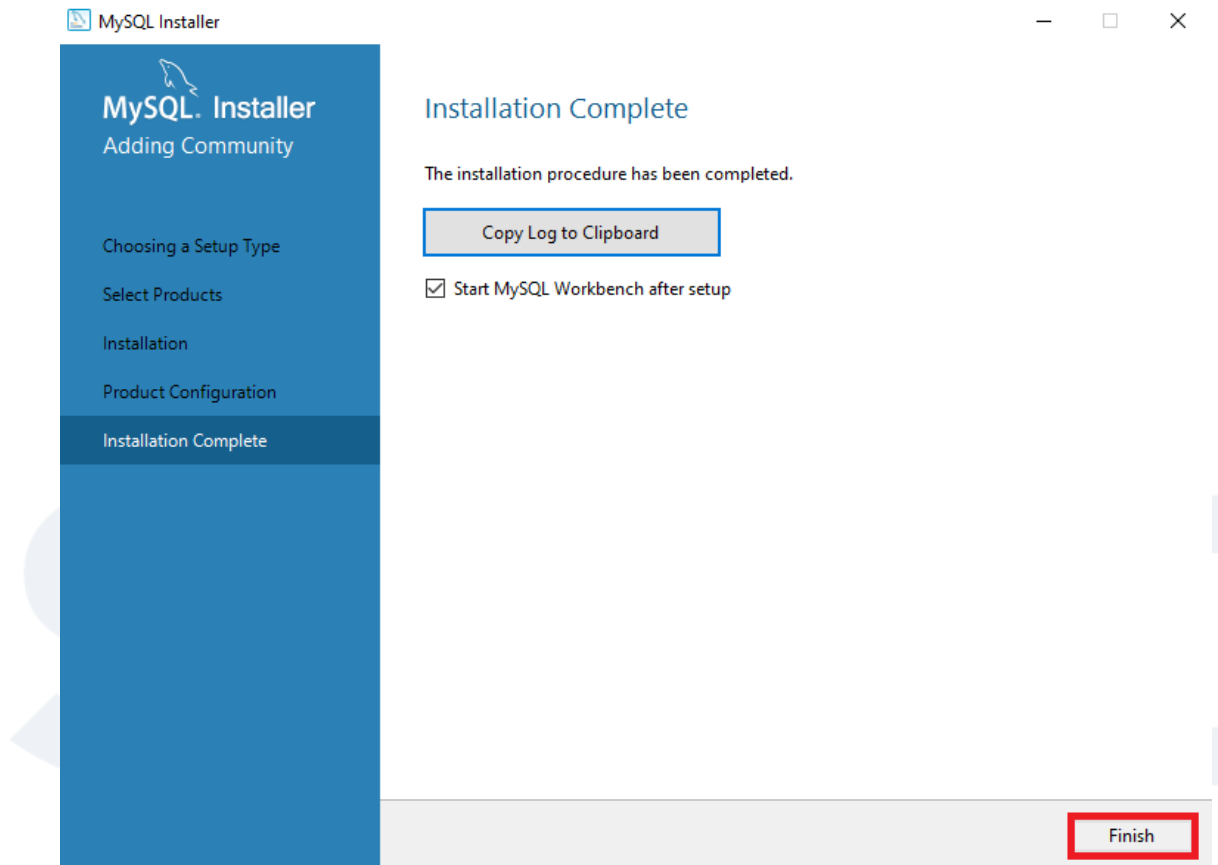 MySQL Installer
MySQL. Installer
Adding Community
Choosing a Setup Type
Select Products
Installation
Product Configuration
Installation Complete
Installation Complete
The installation procedure has been completed.
Copy Log to Clipboard
Start MySQL Workbench after setup
Finish